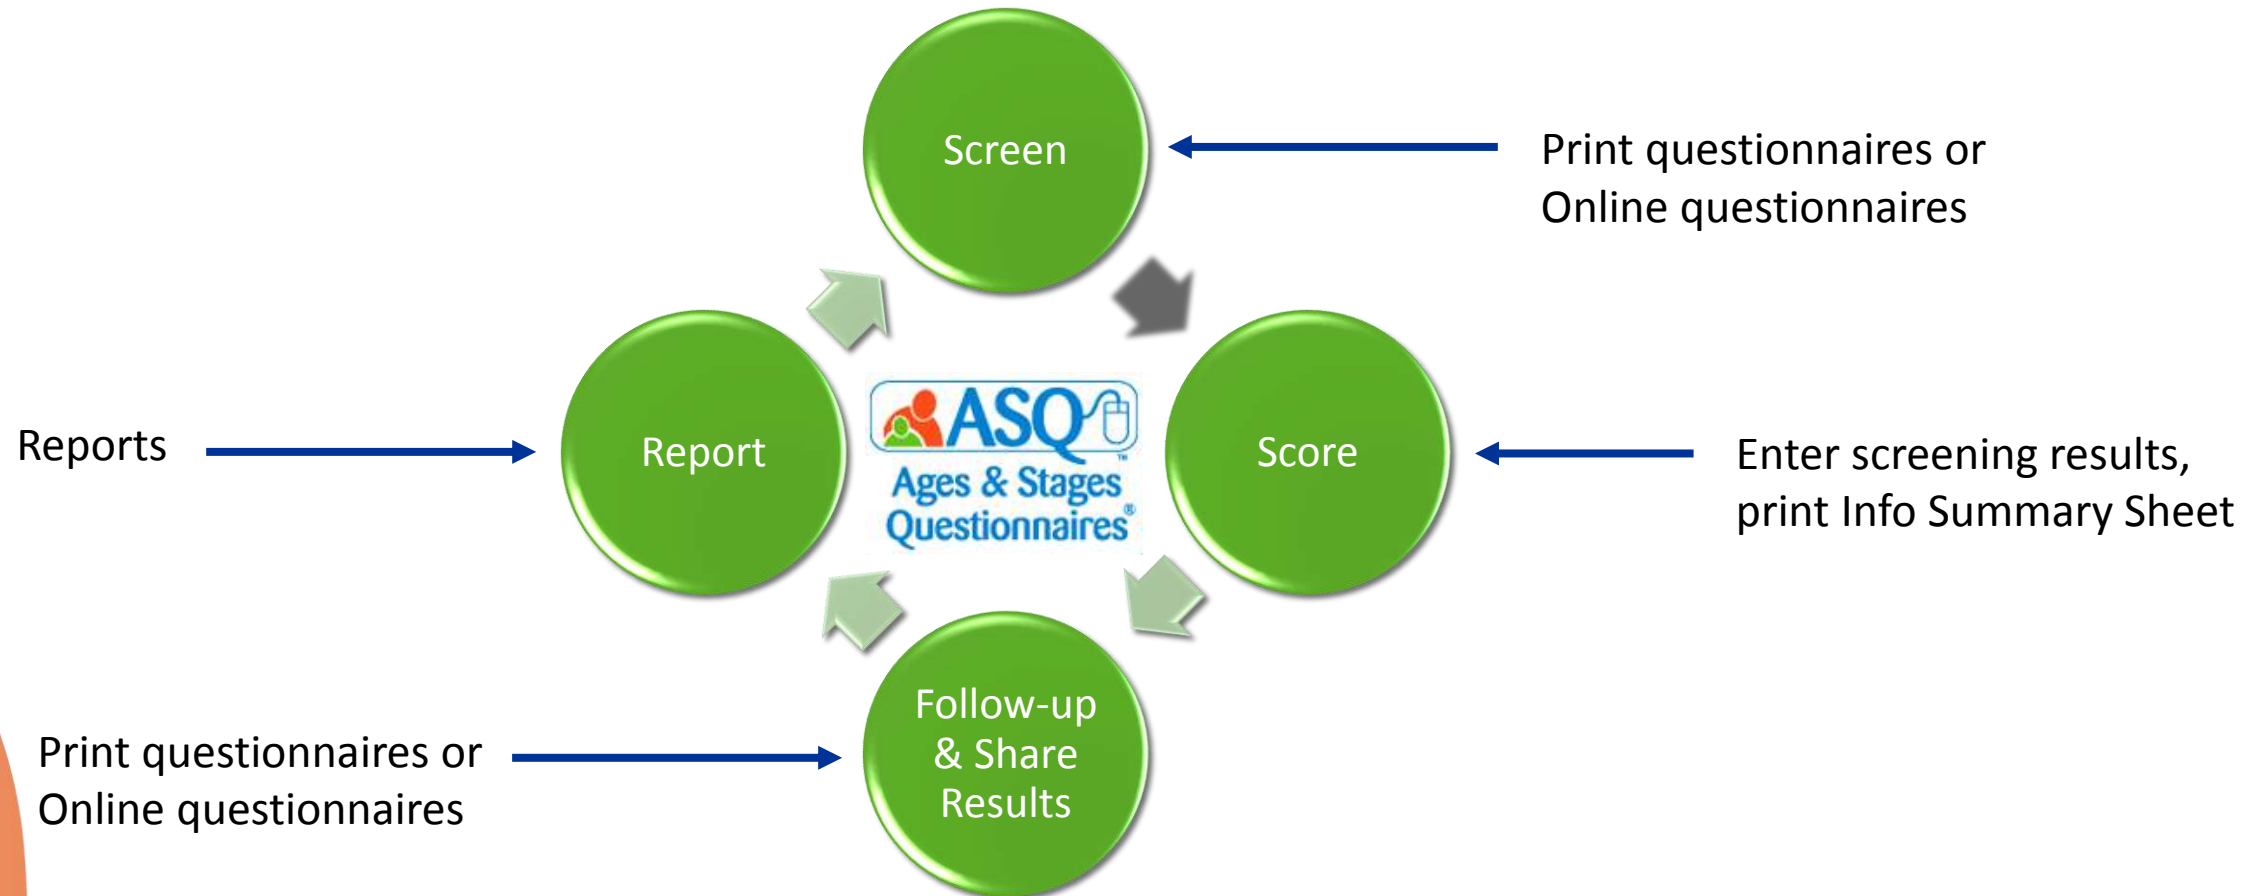 Screen
Print questionnaires or
Online questionnaires
Reports
Report
ASQ
™
Ages & Stages
Questionnaires®
Score
Enter screening results,
print Info Summary Sheet
Print questionnaires or
Online questionnaires
Follow-up
& Share
Results